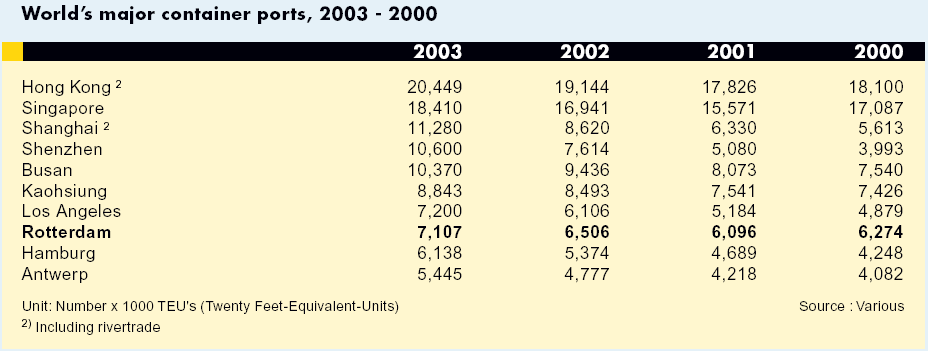 World's major container ports, 2003 - 2000
2003 2002 2001 2000
Hong Kong 2) 20,449 19,144 17,826 18,100
Singapore 18,410 16,941 15,571 17,087
Shanghai 2) 11,280 8,620 6,330 5,613
Shenzhen 10,600 7,614 5,080 3,993
Busan 10,370 9,436 8,073 7,540
Kaohsiung 8,843 8,493 7,541 7,426
Los Angeles 7,200 6,106 5,184 4,879
Rotterdam 7,107 6,506 6,096 6,274
Hamburg 6,138 5,374 4,689 4,248
Antwerp 5,445 4,777 4,218 4,082
Unit: Number x 1000 TEU's (Twenty Feet-Equivalent-Units) Source : Various
2) Including rivertrade